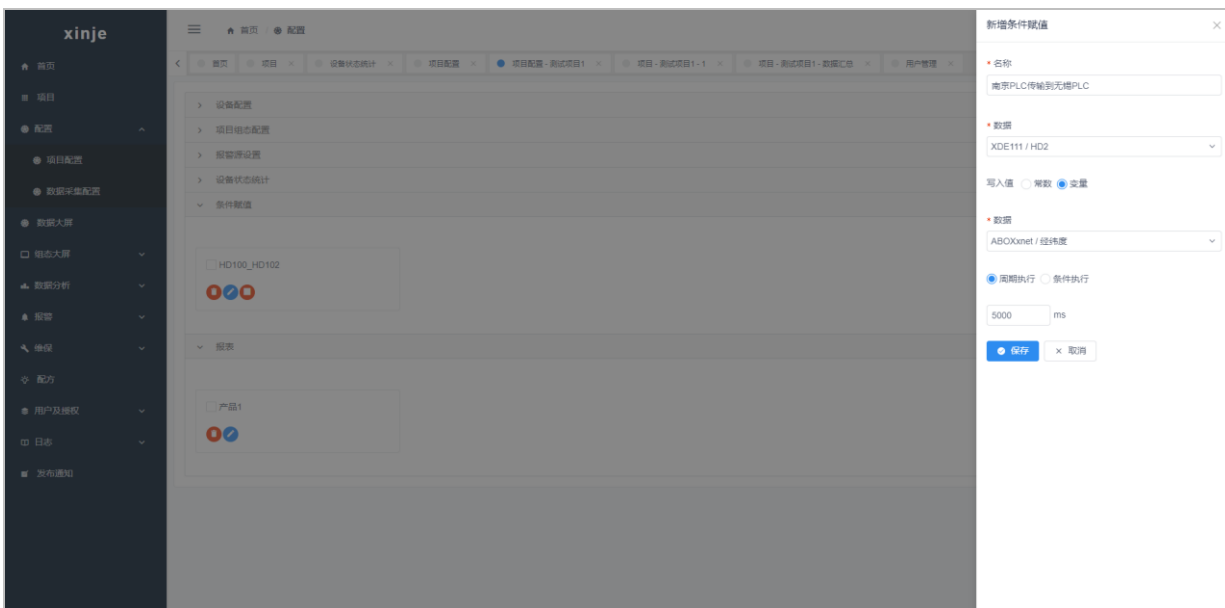 xinje
首页
项目
配置
项目配置
数据采集配置
数据大屏
组态大屏
数据分析
报警
维保
配方
用户及授权
日志
发布通知
首页 / 配置
首页 项目 × 设备状态统计 × 项目配置 × 项目配置 - 测试项目1 × 项目 - 测试项目1 - 1 × 项目 - 测试项目1 - 数据汇总 × 用户管理 ×
设备配置
项目组态配置
报警源设置
设备状态统计
条件赋值
HD100_HD102
报表
产品1
新增条件赋值 ×
* 名称
南京PLC传输到无锡PLC
* 数据
XDE111 / HD2
写入值 常数 变量
* 数据
ABOXxnet / 经纬度
周期执行 条件执行
5000 ms
保存 × 取消